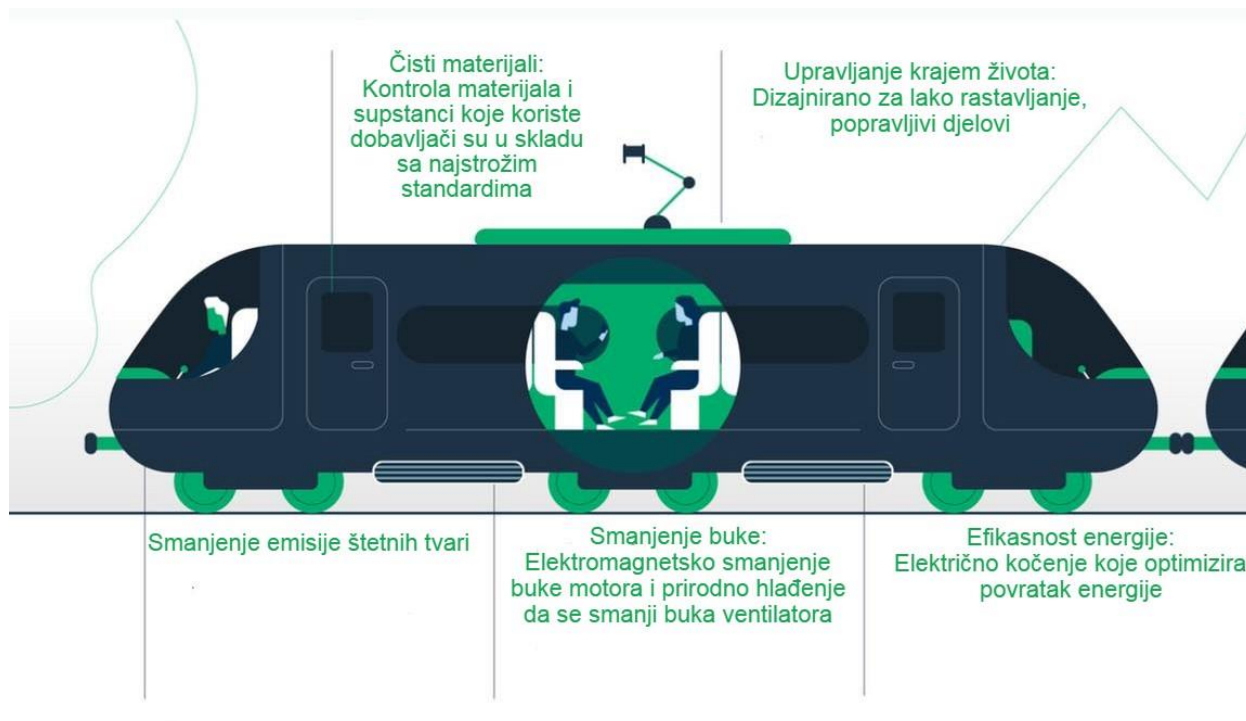 Čisti materijali:
Kontrola materijala i
supstanci koje koriste
dobavljači su u skladu
sa najstrožim
standardima
Upravljanje krajem života:
Dizajnirano za lako rastavljanje,
popravljivi djelovi
Smanjenje emisije štetnih tvari
Smanjenje buke:
Elektromagnetsko smanjenje
buke motora i prirodno hlađenje
da se smanji buka ventilatora
Efikasnost energije:
Električno kočenje koje optimizira
povratak energije